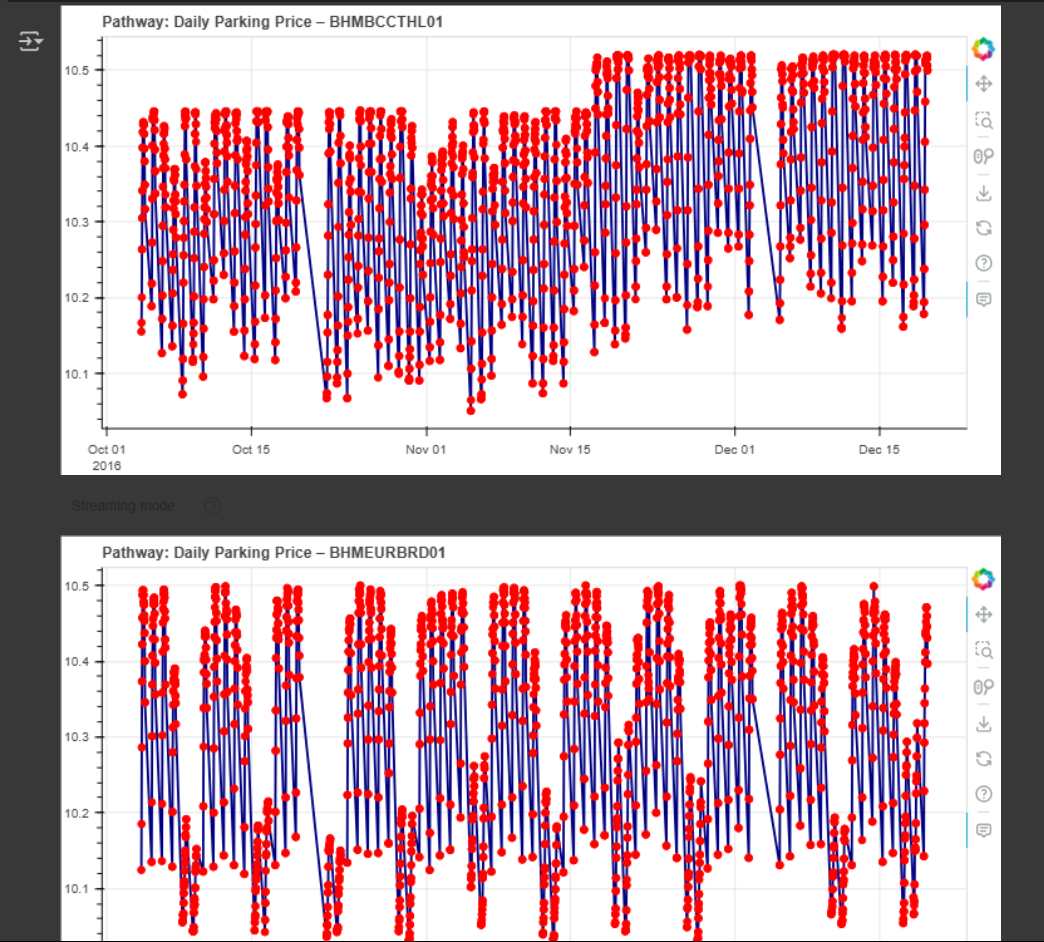 Pathway: Daily Parking Price – BHMBCCTHL01
10.5
10.4
10.3
10.2
10.1
Oct 01 Oct 15 Nov 01 Nov 15 Dec 01 Dec 15
2016
Streaming mode ?
Pathway: Daily Parking Price – BHMEURBRD01
10.5
10.4
10.3
10.2
10.1